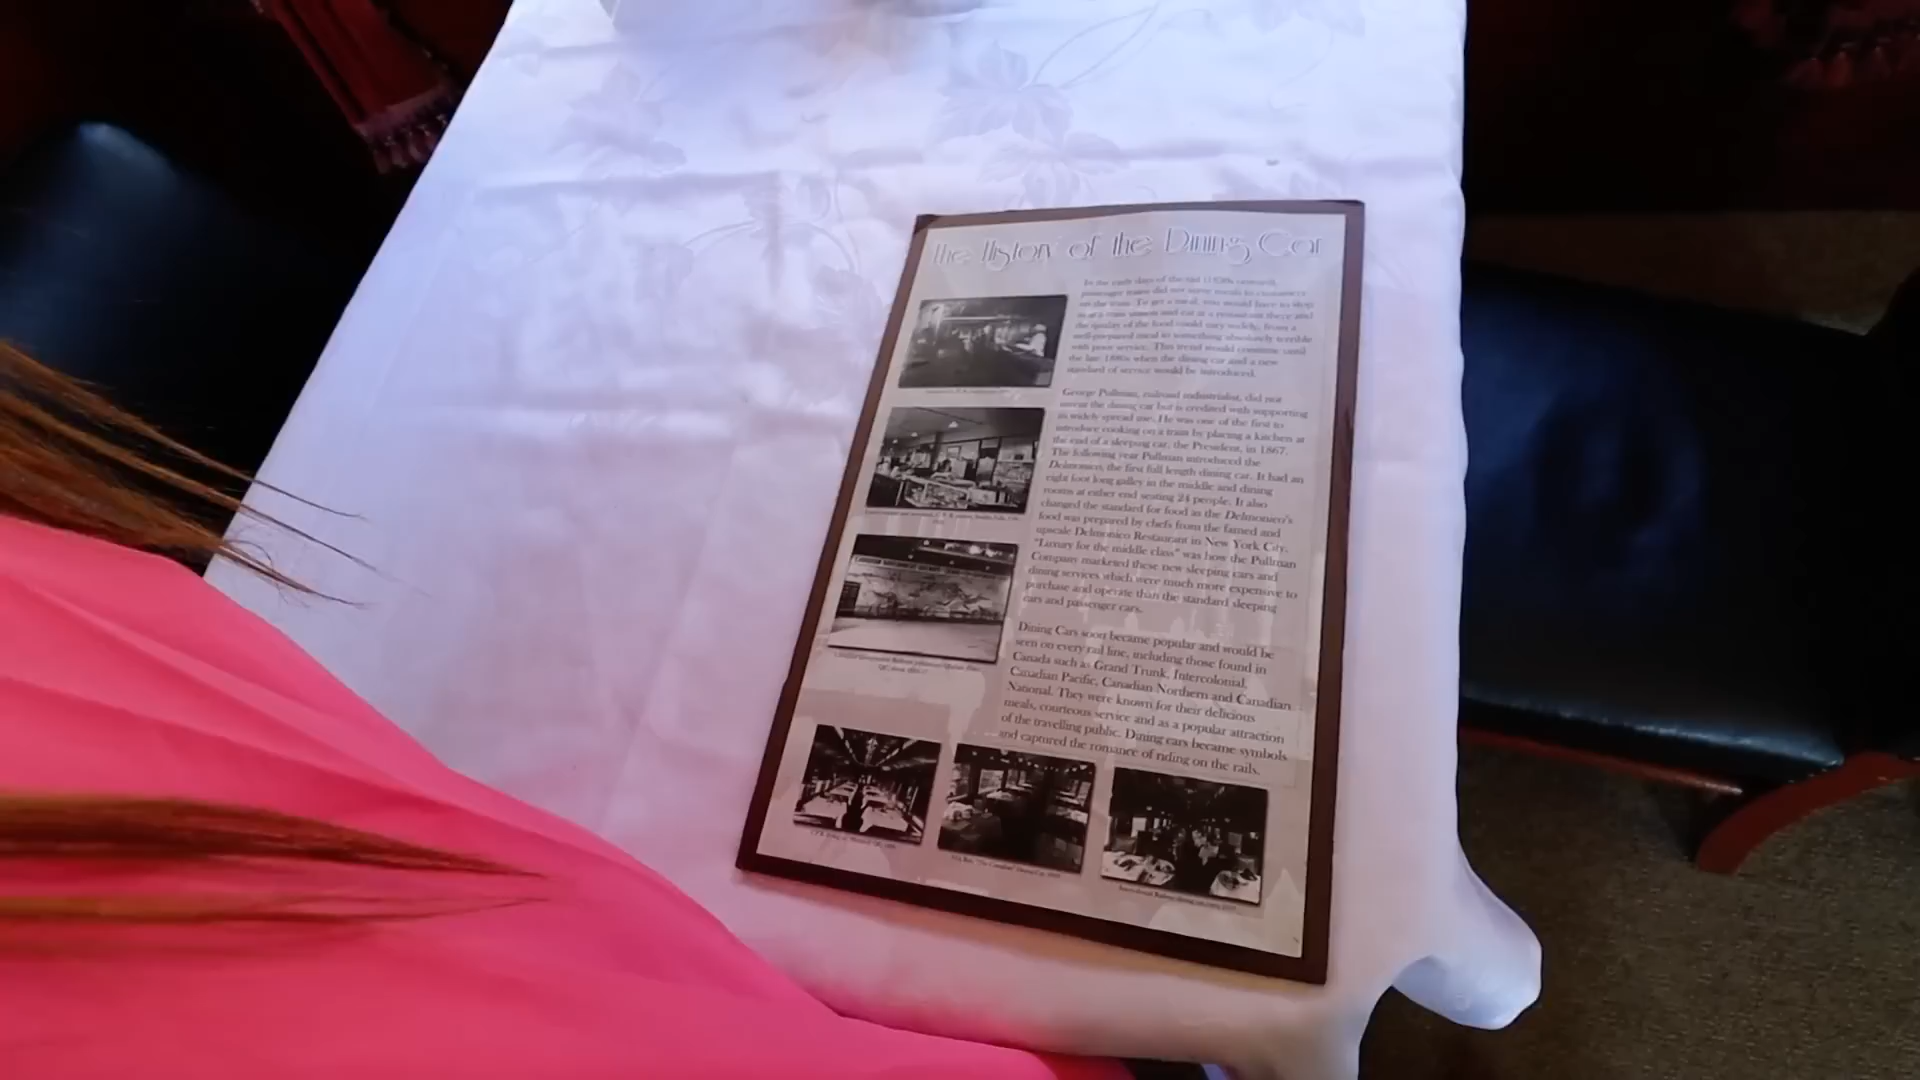 The History of the Dining Car
In the early days of the rail (1830s onward),
passenger trains did not serve meals to customers
on the train. To get a meal, you would have to stop
at a train station and eat at a restaurant there and
the quality of the food could vary widely, from a
well-prepared meal to something absolutely terrible
with poor service. This trend would continue until
the late 1860s when the dining car and a new
standard of service would be introduced.
George Pullman, railroad industrialist, did not
invent the dining car but is credited with supporting
its widely spread use. He was one of the first to
introduce cooking on a train by placing a kitchen at
the end of a sleeping car, the President, in 1867.
The following year Pullman introduced the
Delmonico, the first full length dining car. It had an
eight foot long galley in the middle and dining
rooms at either end seating 24 people. It also
changed the standard for food as the Delmonico's
food was prepared by chefs from the famed and
upscale Delmonico Restaurant in New York City.
"Luxury for the middle class" was how the Pullman
Company marketed these new sleeping cars and
dining services which were much more expensive to
purchase and operate than the standard sleeping
cars and passenger cars.
Dining Cars soon became popular and would be
seen on every rail line, including those found in
Canada such as Grand Trunk, Intercolonial,
Canadian Pacific, Canadian Northern and Canadian
National. They were known for their delicious
meals, courteous service and as a popular attraction
of the travelling public. Dining cars became symbols
and captured the romance of riding on the rails.